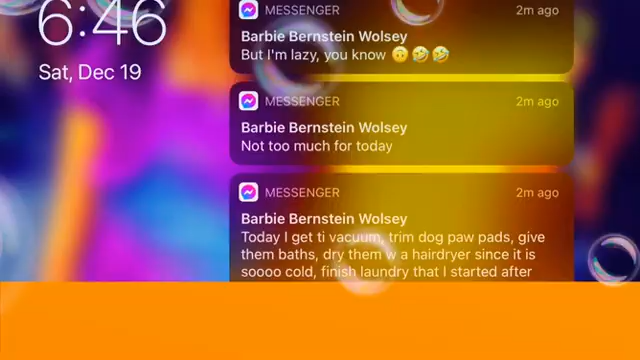 6:46
Sat, Dec 19
MESSENGER 2m ago
Barbie Bernstein Wolsey
But I'm lazy, you know 🙃🤣🤣
MESSENGER 2m ago
Barbie Bernstein Wolsey
Not too much for today
MESSENGER 2m ago
Barbie Bernstein Wolsey
Today I get ti vacuum, trim dog paw pads, give
them baths, dry them w a hairdryer since it is
soooo cold, finish laundry that I started after